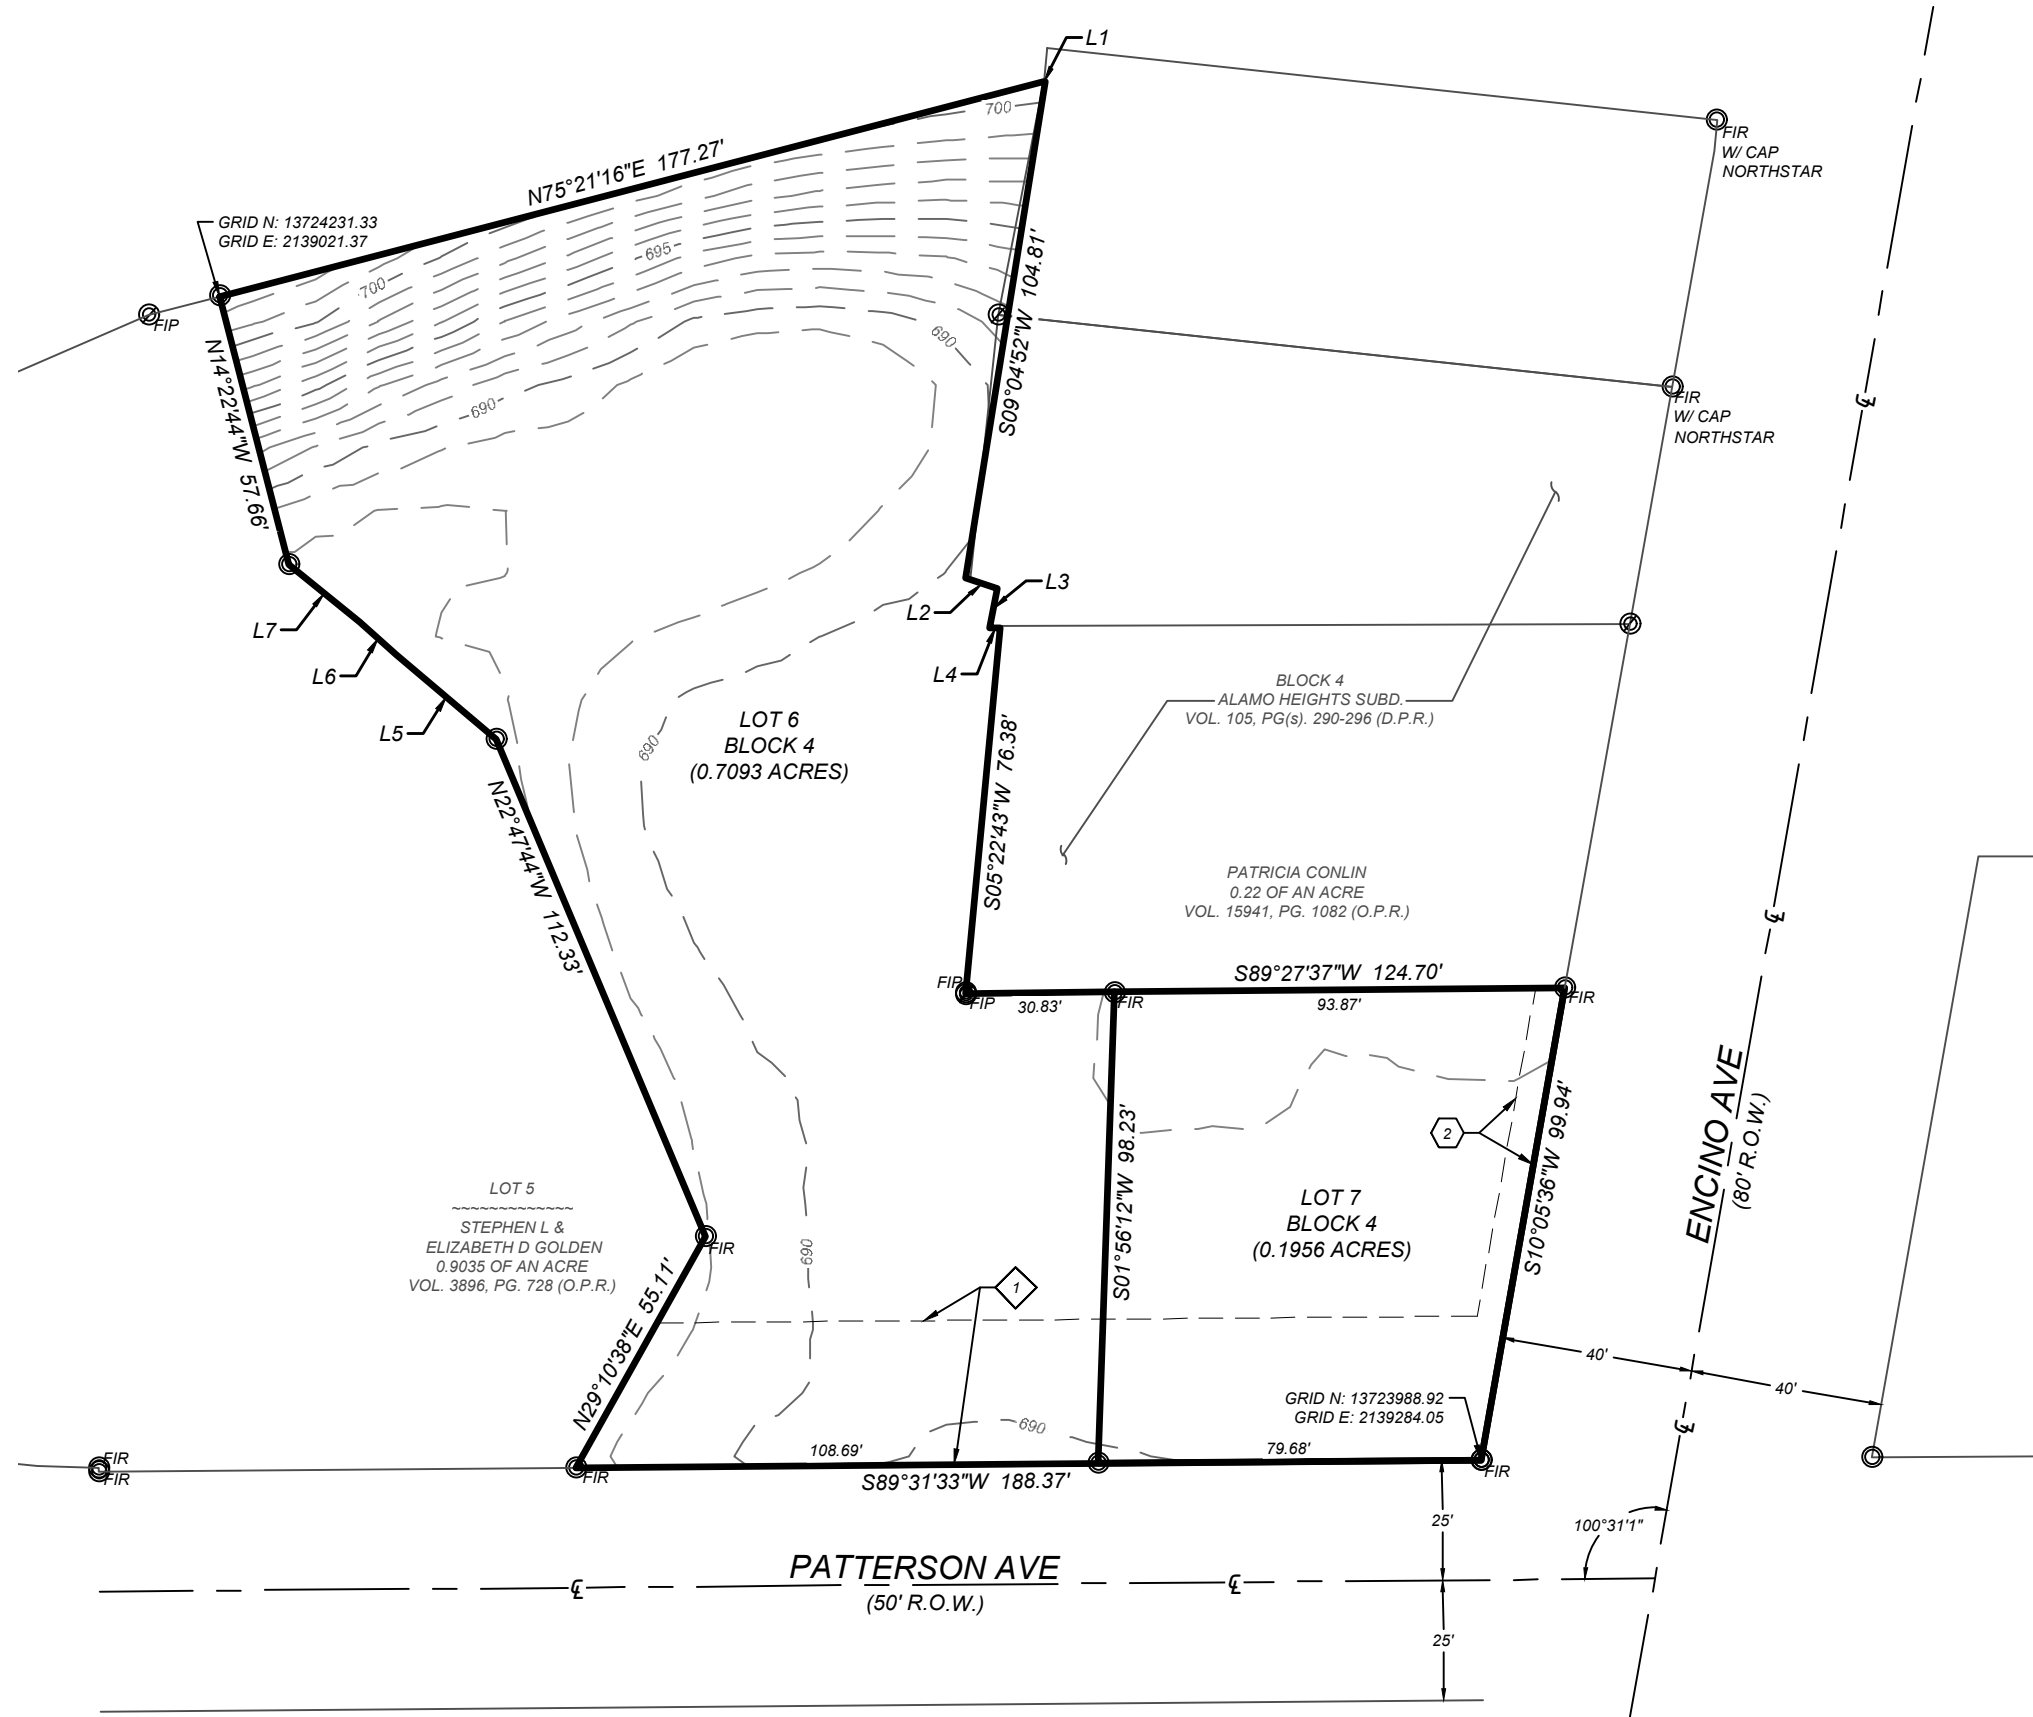 L1
FIR
W/ CAP
NORTHSTAR
700
N75°21'16"E 177.27'
GRID N: 13724231.33
GRID E: 2139021.37
695
700
S09°04'52"W 104.81'
FIP
690
690
N14°22'44"W 57.66'
FIR
W/ CAP
NORTHSTAR
L3
L2
L7
L4
L6
L5
BLOCK 4
ALAMO HEIGHTS SUBD.
VOL. 105, PG(s). 290-296 (D.P.R.)
LOT 6
BLOCK 4
(0.7093 ACRES)
690
S05°22'43"W 76.38'
N22°47'44"W 112.33'
PATRICIA CONLIN
0.22 OF AN ACRE
VOL. 15941, PG. 1082 (O.P.R.)
S89°27'37"W 124.70'
FIP
FIP
30.83'
FIR
93.87'
FIR
S01°56'12"W 98.23'
2
S10°05'36"W 99.94'
ENCINO AVE
(80' R.O.W.)
LOT 7
BLOCK 4
(0.1956 ACRES)
LOT 5
~~~~~~~~~~~~~
STEPHEN L &
ELIZABETH D GOLDEN
0.9035 OF AN ACRE
VOL. 3896, PG. 728 (O.P.R.)
FIR
690
1
N29°10'38"E 55.11'
40'
40'
GRID N: 13723988.92
GRID E: 2139284.05
690
FIR
FIR
FIR
108.69'
79.68'
FIR
S89°31'33"W 188.37'
25'
100°31'1"
PATTERSON AVE
(50' R.O.W.)
25'